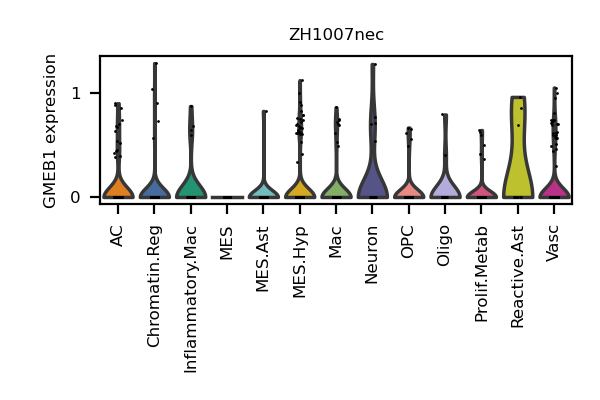 ZH1007nec
GMEB1 expression
1
0
AC
Chromatin.Reg
Inflammatory.Mac
MES
MES.Ast
MES.Hyp
Mac
Neuron
OPC
Oligo
Prolif.Metab
Reactive.Ast
Vasc